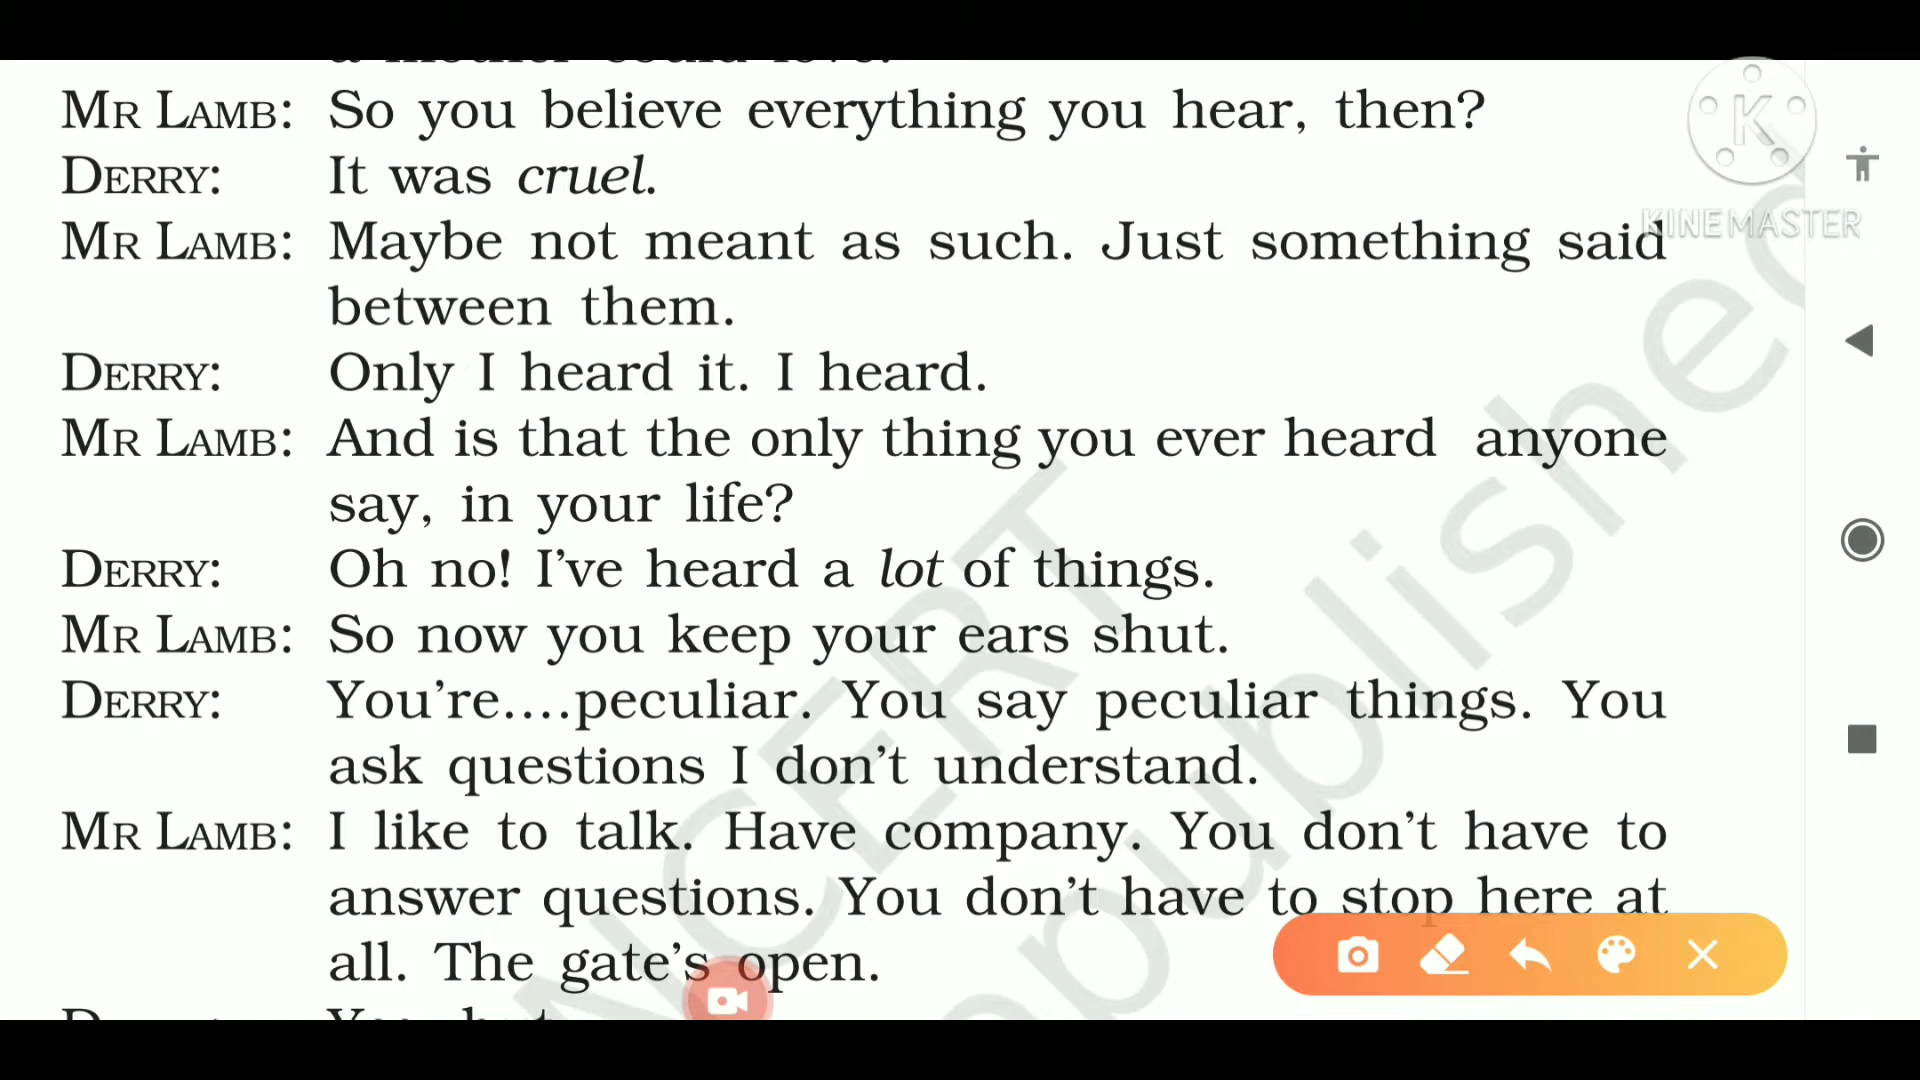 a mother could love.
MR LAMB: So you believe everything you hear, then?
DERRY: It was cruel.
MR LAMB: Maybe not meant as such. Just something said
between them.
DERRY: Only I heard it. I heard.
MR LAMB: And is that the only thing you ever heard anyone
say, in your life?
DERRY: Oh no! I've heard a lot of things.
MR LAMB: So now you keep your ears shut.
DERRY: You're....peculiar. You say peculiar things. You
ask questions I don't understand.
MR LAMB: I like to talk. Have company. You don't have to
answer questions. You don't have to stop here at
all. The gate's open.
K
KINEMASTER
NCERT
republished